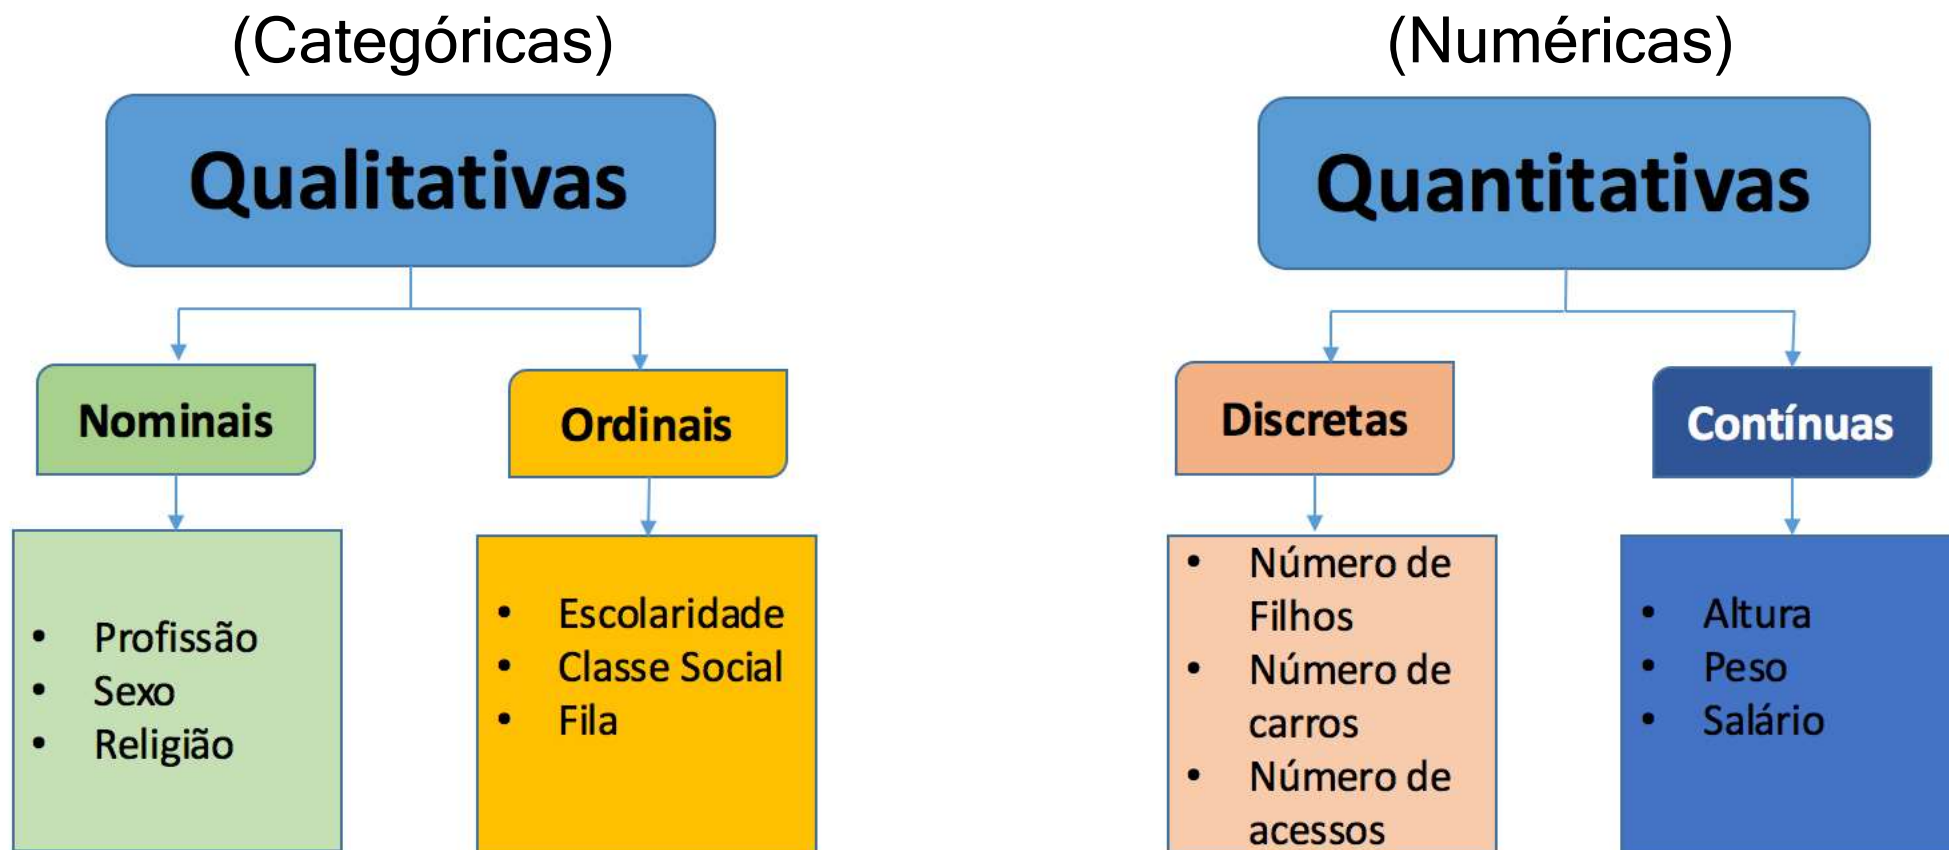 (Categóricas)
Qualitativas
Nominais
Ordinais
• Profissão
• Sexo
• Religião
• Escolaridade
• Classe Social
• Fila
(Numéricas)
Quantitativas
Discretas
Contínuas
• Número de
Filhos
• Número de
carros
• Número de
acessos
• Altura
• Peso
• Salário